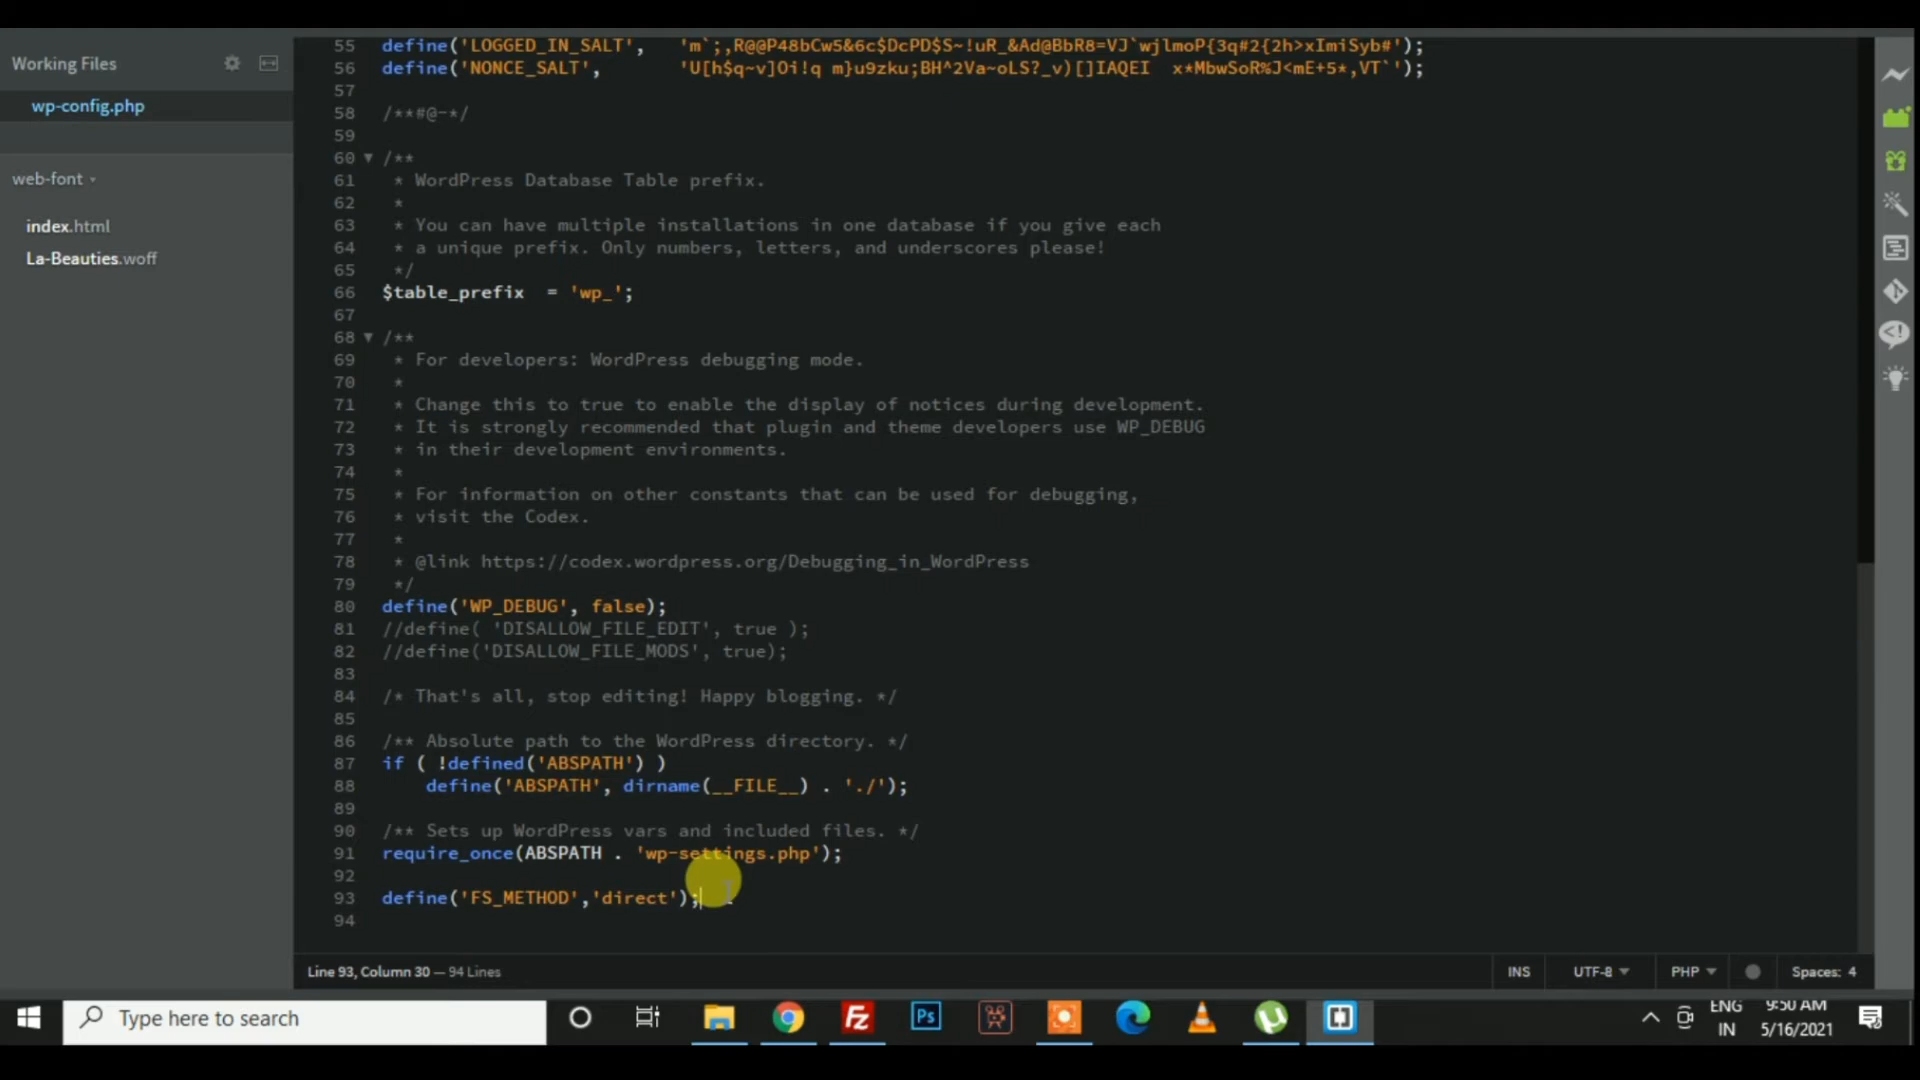 Working Files
wp-config.php
web-font
index.html
La-Beauties.woff
55 define('LOGGED_IN_SALT', 'm`;,R@@P48bCw5&6c$DcPD$S~!uR_&Ad@BbR8=VJ`wjlmoP{3q#2{2h>xImiSyb#');
56 define('NONCE_SALT', 'U[h$q~v]Oi!q m}u9zku;BH^2Va~oLS?_v)[]IAQEI x*MbwSoR%J<mE+5*,VT`');
57
58 /**#@-*/
59
60 /**
61 * WordPress Database Table prefix.
62 *
63 * You can have multiple installations in one database if you give each
64 * a unique prefix. Only numbers, letters, and underscores please!
65 */
66 $table_prefix = 'wp_';
67
68 /**
69 * For developers: WordPress debugging mode.
70 *
71 * Change this to true to enable the display of notices during development.
72 * It is strongly recommended that plugin and theme developers use WP_DEBUG
73 * in their development environments.
74 *
75 * For information on other constants that can be used for debugging,
76 * visit the Codex.
77 *
78 * @link https://codex.wordpress.org/Debugging_in_WordPress
79 */
80 define('WP_DEBUG', false);
81 //define( 'DISALLOW_FILE_EDIT', true );
82 //define('DISALLOW_FILE_MODS', true);
83
84 /* That's all, stop editing! Happy blogging. */
85
86 /** Absolute path to the WordPress directory. */
87 if ( !defined('ABSPATH') )
88 define('ABSPATH', dirname(__FILE__) . './');
89
90 /** Sets up WordPress vars and included files. */
91 require_once(ABSPATH . 'wp-settings.php');
92
93 define('FS_METHOD','direct');
94
Line 93, Column 30 — 94 Lines
INS UTF-8 PHP Spaces: 4
Type here to search
Fz
Ps
ENG
IN
9:50 AM
5/16/2021